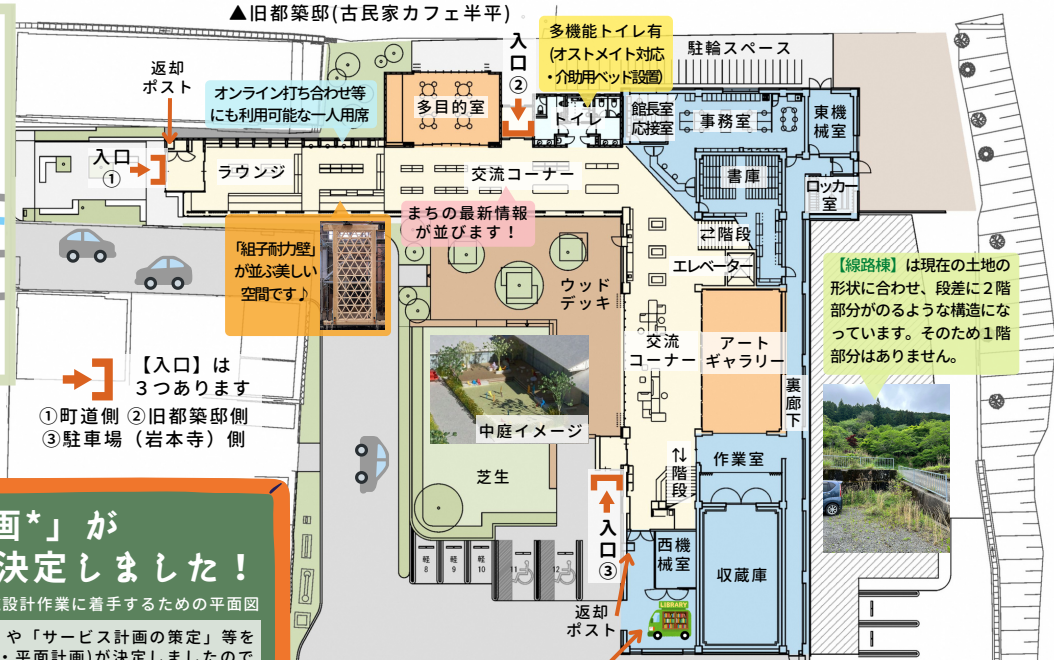 ▲旧都築邸(古民家カフェ半平)
入口②
多機能トイレ有
(オストメイト対応
・介助用ベッド設置)
駐輪スペース
返却
ポスト
オンライン打ち合わせ等
にも利用可能な一人用席
多目的室
トイレ
館長室
応接室
事務室
東機
械室
入口
①
ラウンジ
交流コーナー
書庫
ロッカー
室
まちの最新情報
が並びます！
「組子耐力壁」
が並ぶ美しい
空間です♪
⇄階段
エレベーター
ウッド
デッキ
【線路棟】は現在の土地の
形状に合わせ、段差に２階
部分がのるような構造にな
っています。そのため１階
部分はありません。
交流
コーナー
アート
ギャラリー
裏廊下
【入口】は
３つあります
①町道側 ②旧都築邸側
③駐車場（岩本寺）側
中庭イメージ
芝生
⇅階段
作業室
入口③
西機
械室
収蔵庫
軽
8
軽
9
軽
10
11
12
返却
ポスト
LIBRARY
画*」が
決定しました！
設計作業に着手するための平面図
」や「サービス計画の策定」等を
・平面計画)が決定しましたので